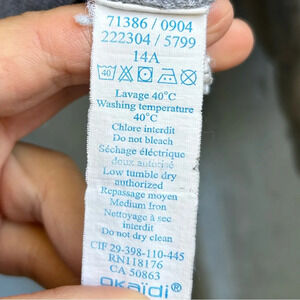 71386 / 0904
222304 / 5799
14A
40
Lavage 40°C
Washing temperature
40°C
Chlore interdit
Do not bleach
Séchage électrique
doux autorisé
Low tumble dry
authorized
Repassage moyen
Medium iron
Nettoyage à sec
interdit
Do not dry clean
CIF 29-398-110-445
RN118176
CA 50863
okaïdi